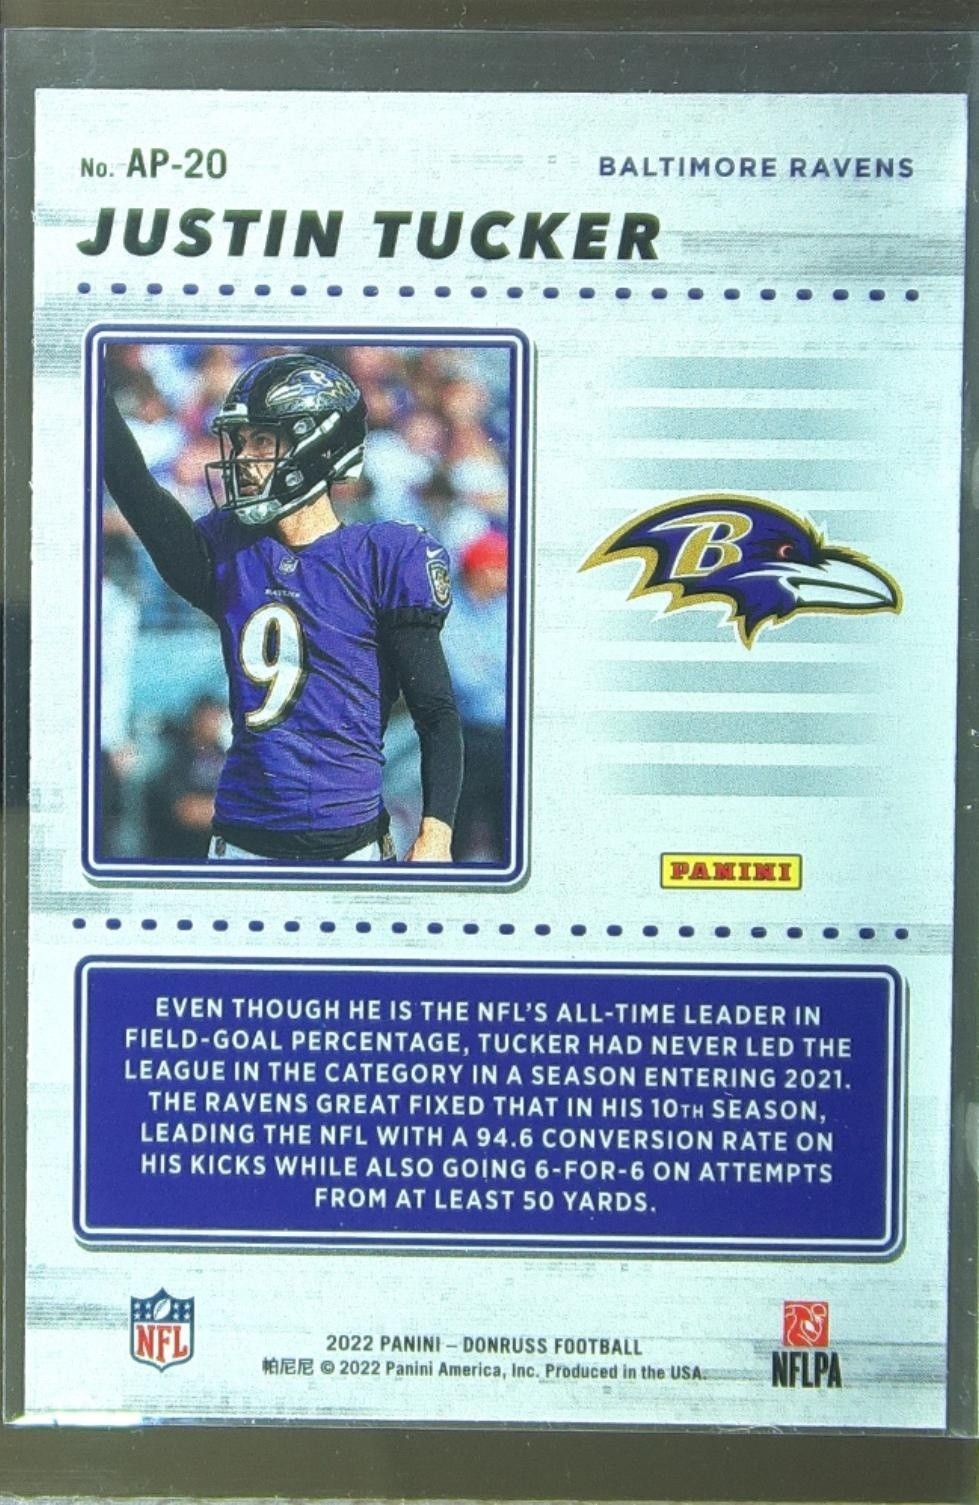 No. AP-20
BALTIMORE RAVENS
JUSTIN TUCKER
B
RAVENS
9
B
PANINI
EVEN THOUGH HE IS THE NFL'S ALL-TIME LEADER IN
FIELD-GOAL PERCENTAGE, TUCKER HAD NEVER LED THE
LEAGUE IN THE CATEGORY IN A SEASON ENTERING 2021.
THE RAVENS GREAT FIXED THAT IN HIS 10TH SEASON,
LEADING THE NFL WITH A 94.6 CONVERSION RATE ON
HIS KICKS WHILE ALSO GOING 6-FOR-6 ON ATTEMPTS
FROM AT LEAST 50 YARDS.
NFL
2022 PANINI – DONRUSS FOOTBALL
帕尼尼 © 2022 Panini America, Inc. Produced in the USA.
NFLPA